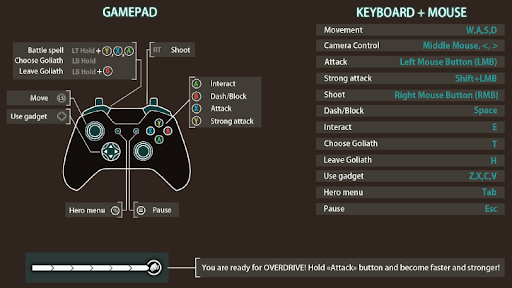 GAMEPAD
Battle spell LT Hold + Y, X, A
Choose Goliath LB Hold
Leave Goliath LB Hold + B
RT Shoot
Move LS
Use gadget
A Interact
B Dash/Block
X Attack
Y Strong attack
Y
X B
A
Hero menu
Pause
KEYBOARD + MOUSE
Movement W,A,S,D
Camera Control Middle Mouse, <, >
Attack Left Mouse Button (LMB)
Strong attack Shift+LMB
Shoot Right Mouse Button (RMB)
Dash/Block Space
Interact E
Choose Goliath T
Leave Goliath H
Use gadget Z,X,C,V
Hero menu Tab
Pause Esc
You are ready for OVERDRIVE! Hold «Attack» button and become faster and stronger!